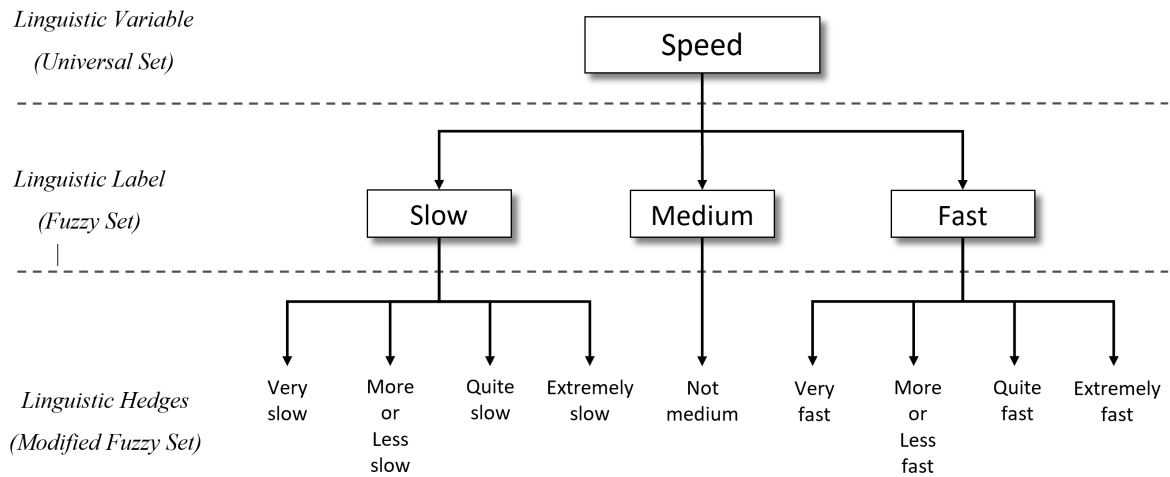 Linguistic Variable
(Universal Set)
Speed
Linguistic Label
(Fuzzy Set)
Slow
Medium
Fast
Linguistic Hedges
(Modified Fuzzy Set)
Very
slow
More
or
Less
slow
Quite
slow
Extremely
slow
Not
medium
Very
fast
More
or
Less
fast
Quite
fast
Extremely
fast